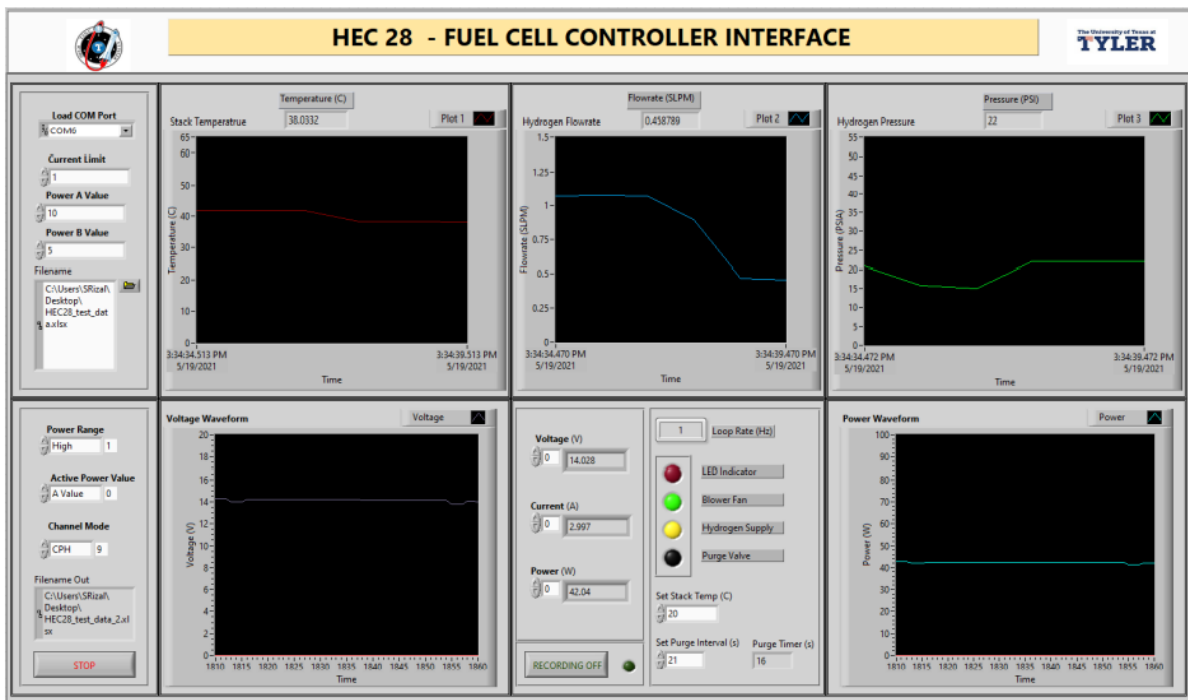 HEC 28 - FUEL CELL CONTROLLER INTERFACE
The University of Texas at
TYLER
Load COM Port
COM6
Current Limit
1
Power A Value
10
Power B Value
5
Filename
C:\Users\SRizal\
Desktop\
HEC28_test_dat
a.xlsx
Temperature (C)
38.0332
Stack Temperatrue
Plot 1
65
60
50
40
30
20
10
0
Temperature (C)
3:34:34.513 PM
5/19/2021
3:34:39.513 PM
5/19/2021
Time
Flowrate (SLPM)
0.458789
Hydrogen Flowrate
Plot 2
1.5
1.25
1
0.75
0.5
0.25
0
Flowrate (SLPM)
3:34:34.470 PM
5/19/2021
3:34:39.470 PM
5/19/2021
Time
Pressure (PSI)
22
Hydrogen Pressure
Plot 3
55
50
45
40
35
30
25
20
15
10
5
0
Pressure (PSIA)
3:34:34.472 PM
5/19/2021
3:34:39.472 PM
5/19/2021
Time
Power Range
High 1
Active Power Value
A Value 0
Channel Mode
CPH 9
Filename Out
C:\Users\SRizal\
Desktop\
HEC28_test_data_2.xl
sx
STOP
Voltage Waveform
Voltage
20
18
16
14
12
10
8
6
4
2
0
Voltage (V)
1810 1815 1820 1825 1830 1835 1840 1845 1850 1855 1860
Time
Voltage (V)
0 14.028
Current (A)
0 2.997
Power (W)
0 42.04
RECORDING OFF
1 Loop Rate (Hz)
LED Indicator
Blower Fan
Hydrogen Supply
Purge Valve
Set Stack Temp (C)
20
Set Purge Interval (s) Purge Timer (s)
21 16
Power Waveform
Power
100
90
80
70
60
50
40
30
20
10
0
Power (W)
1810 1815 1820 1825 1830 1835 1840 1845 1850 1855 1860
Time